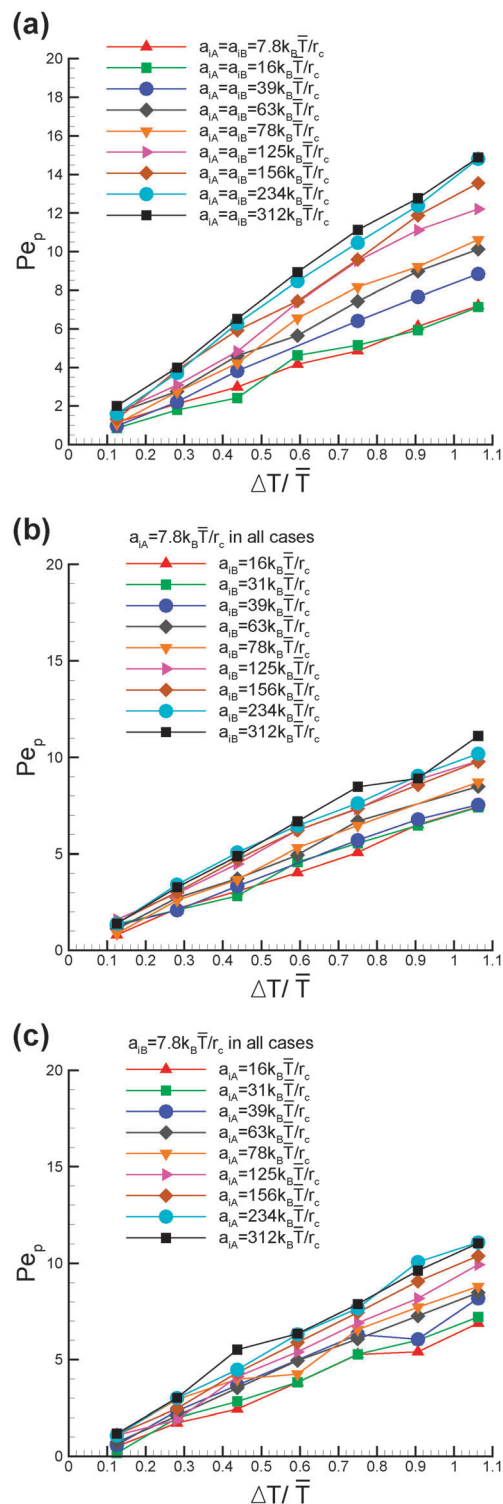 (a)
20
18
16
14
12
10
8
6
4
2
0
Pe_p
a_iA=a_iB=7.8k_BT̅/r_c
a_iA=a_iB=16k_BT̅/r_c
a_iA=a_iB=39k_BT̅/r_c
a_iA=a_iB=63k_BT̅/r_c
a_iA=a_iB=78k_BT̅/r_c
a_iA=a_iB=125k_BT̅/r_c
a_iA=a_iB=156k_BT̅/r_c
a_iA=a_iB=234k_BT̅/r_c
a_iA=a_iB=312k_BT̅/r_c
0 0.1 0.2 0.3 0.4 0.5 0.6 0.7 0.8 0.9 1 1.1
ΔT/ T̅
(b)
a_iA=7.8k_BT̅/r_c in all cases
20
15
10
5
0
Pe_p
a_iB=16k_BT̅/r_c
a_iB=31k_BT̅/r_c
a_iB=39k_BT̅/r_c
a_iB=63k_BT̅/r_c
a_iB=78k_BT̅/r_c
a_iB=125k_BT̅/r_c
a_iB=156k_BT̅/r_c
a_iB=234k_BT̅/r_c
a_iB=312k_BT̅/r_c
0 0.1 0.2 0.3 0.4 0.5 0.6 0.7 0.8 0.9 1 1.1
ΔT/ T̅
(c)
a_iB=7.8k_BT̅/r_c in all cases
20
15
10
5
0
Pe_p
a_iA=16k_BT̅/r_c
a_iA=31k_BT̅/r_c
a_iA=39k_BT̅/r_c
a_iA=63k_BT̅/r_c
a_iA=78k_BT̅/r_c
a_iA=125k_BT̅/r_c
a_iA=156k_BT̅/r_c
a_iA=234k_BT̅/r_c
a_iA=312k_BT̅/r_c
0 0.1 0.2 0.3 0.4 0.5 0.6 0.7 0.8 0.9 1 1.1
ΔT/ T̅